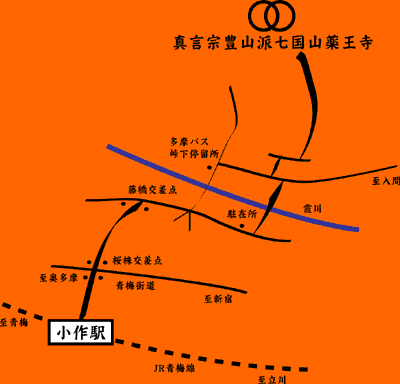 真言宗豊山派七国山薬王寺
多摩バス
峠下停留所
至入間
藤橋交差点
霞川
駐在所
桜株交差点
至奥多摩
青梅街道
至新宿
至青梅
小作駅
JR青梅線
至立川